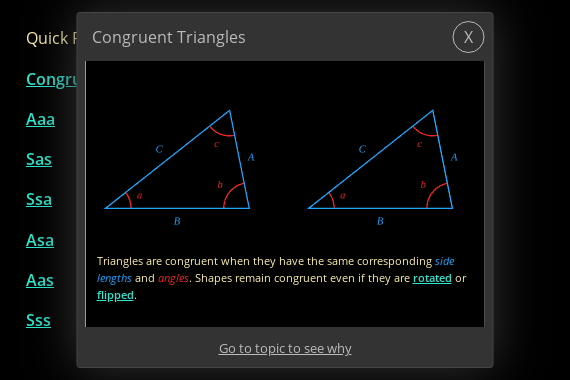 Quick
Congruent Triangles
X
Aaa
Sas
Ssa
Asa
Aas
Sss
C
c
A
a
b
B
C
c
A
a
b
B
Triangles are congruent when they have the same corresponding side
lengths and angles. Shapes remain congruent even if they are rotated or
flipped.
Go to topic to see why